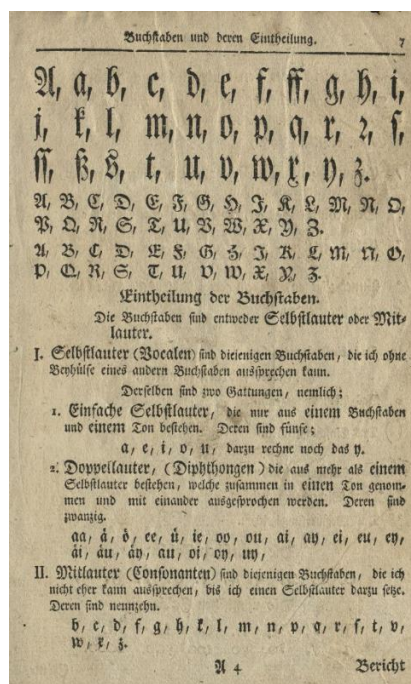 Buchstaben und deren Eintheilung. 7
A, a, b, c, d, e, f, ff, g, h, i,
j, k, l, m, n, o, p, q, r, ꝛ, ſ,
ſſ, ß, s, t, u, v, w, x, y, z.
A, B, C, D, E, F, G, H, J, K, L, M, N, O,
P, Q, R, S, T, U, V, W, X, Y, Z.
A, B, C, D, E, F, G, H, J, K, L, M, N, O,
P, Q, R, S, T, U, V, W, X, Y, Z.
Eintheilung der Buchſtaben.
Die Buchſtaben ſind entweder Selbſtlauter oder Mit-
lauter.
I. Selbſtlauter (Vocalen) ſind diejenigen Buchſtaben, die ich ohne
Beyhülfe eines andern Buchſtaben ausſprechen kann.
Derſelben ſind zwo Gattungen, nemlich;
1. Einfache Selbſtlauter, die nur aus einem Buchſtaben
und einem Ton beſtehen. Deren ſind fünfe;
a, e, i, o, u, darzu rechne noch das y.
2. Doppellauter, (Diphthongen) die aus mehr als einem
Selbſtlauter beſtehen, welche zuſammen in einen Ton genom-
men und mit einander ausgeſprochen werden. Deren ſind
zwanzig.
aa, å, ö, ee, ü, ie, oo, ou, ai, ay, ei, eu, ey,
äi, äu, äy, au, oi, oy, uy,
II. Mitlauter (Conſonanten) ſind diejenigen Buchſtaben, die ich
nicht eher kann ausſprechen, bis ich einen Selbſtlauter darzu ſetze.
Deren ſind neunzehn.
b, c, d, f, g, h, k, l, m, n, p, q, r, ſ, t, v,
w, x, z.
A 4 Bericht